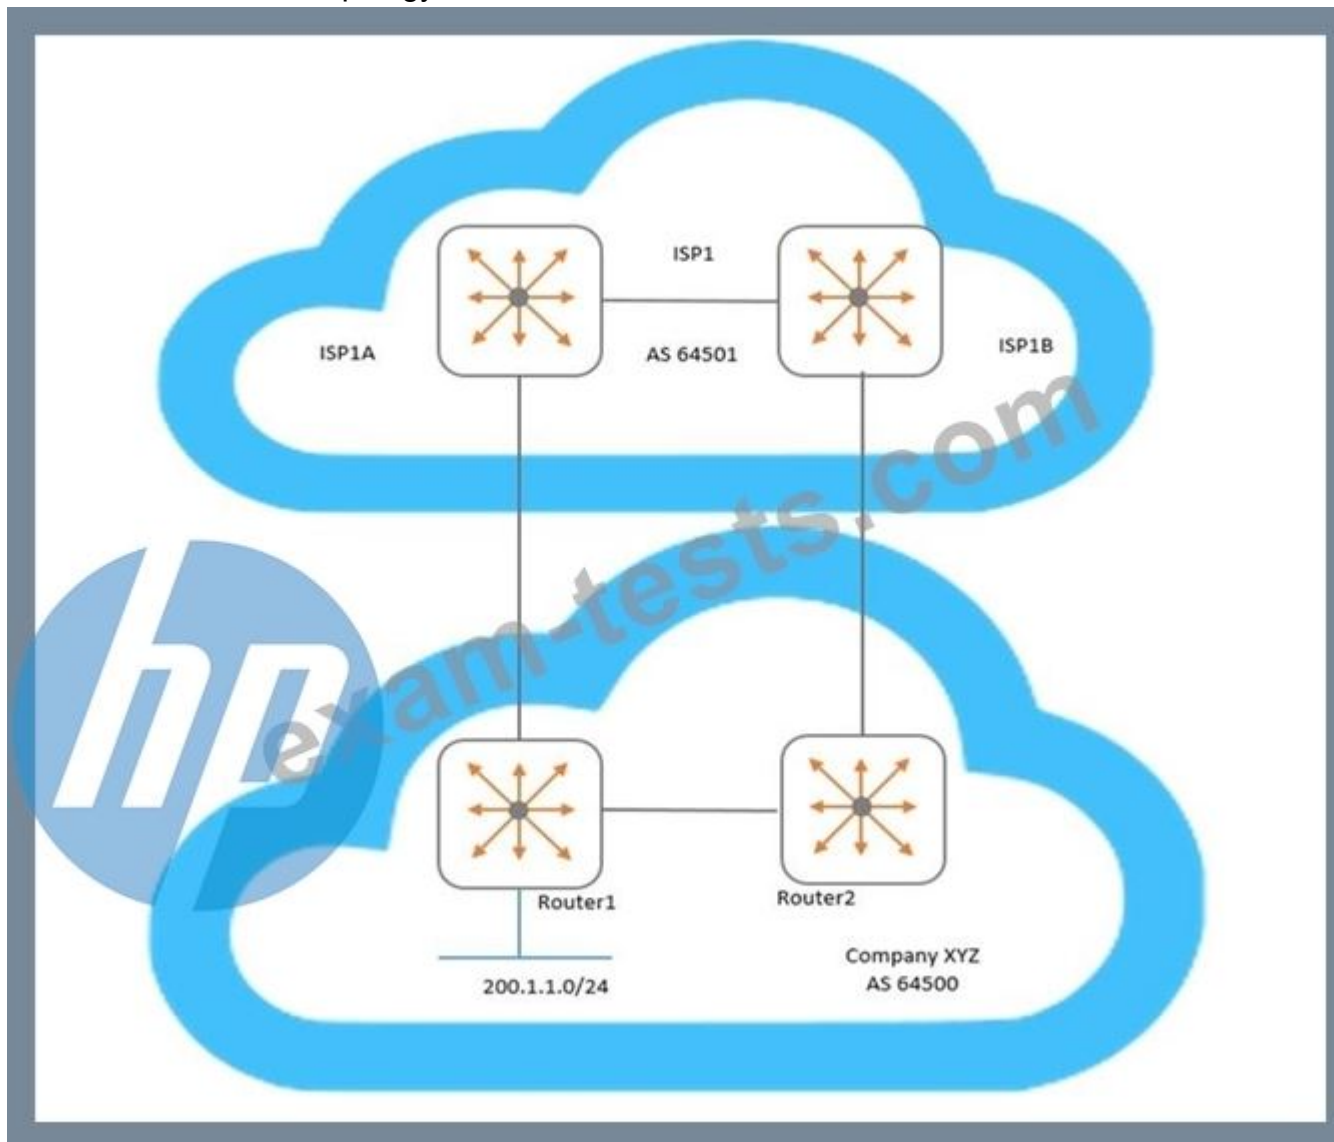 ISP1
ISP1A
AS 64501
ISP1B
exam-tests.com
hp
Router1
Router2
Company XYZ
AS 64500
200.1.1.0/24